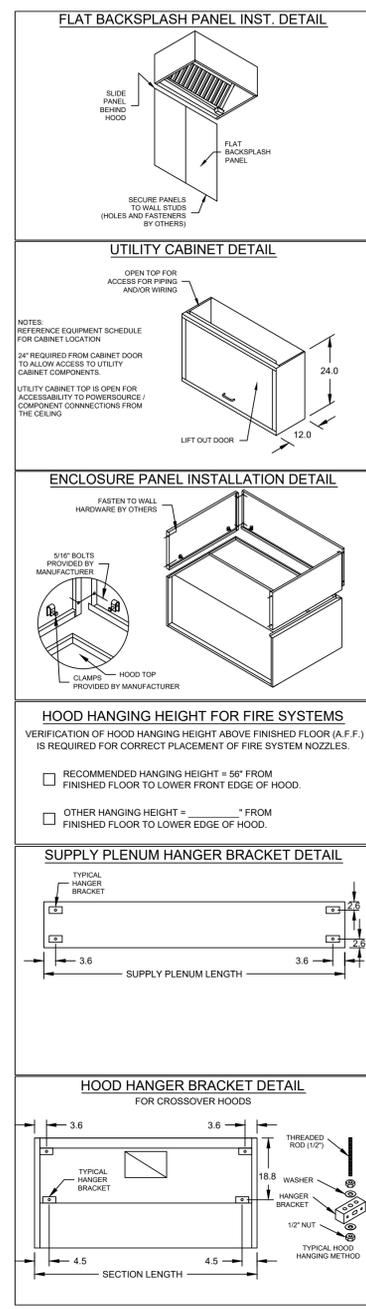 FLAT BACKSPLASH PANEL INST. DETAIL
SLIDE
PANEL
BEHIND
HOOD
FLAT
BACKSPLASH
PANEL
SECURE PANELS
TO WALL STUDS
(HOLES AND FASTENERS
BY OTHERS)
UTILITY CABINET DETAIL
OPEN TOP FOR
ACCESS FOR PIPING
AND/OR WIRING
NOTES:
REFERENCE EQUIPMENT SCHEDULE
FOR CABINET LOCATION
24" REQUIRED FROM CABINET DOOR
TO ALLOW ACCESS TO UTILITY
CABINET COMPONENTS.
UTILITY CABINET TOP IS OPEN FOR
ACCESSABILITY TO POWERSOURCE /
COMPONENT CONNNECTIONS FROM
THE CEILING
24.0
12.0
LIFT OUT DOOR
ENCLOSURE PANEL INSTALLATION DETAIL
FASTEN TO WALL
HARDWARE BY OTHERS
5/16" BOLTS
PROVIDED BY
MANUFACTURER
HOOD TOP
CLAMPS
PROVIDED BY MANUFACTURER
HOOD HANGING HEIGHT FOR FIRE SYSTEMS
VERIFICATION OF HOOD HANGING HEIGHT ABOVE FINISHED FLOOR (A.F.F.)
IS REQUIRED FOR CORRECT PLACEMENT OF FIRE SYSTEM NOZZLES.
RECOMMENDED HANGING HEIGHT = 56" FROM
FINISHED FLOOR TO LOWER FRONT EDGE OF HOOD.
OTHER HANGING HEIGHT = _________" FROM
FINISHED FLOOR TO LOWER EDGE OF HOOD.
SUPPLY PLENUM HANGER BRACKET DETAIL
TYPICAL
HANGER
BRACKET
2.6
2.6
3.6
3.6
SUPPLY PLENUM LENGTH
HOOD HANGER BRACKET DETAIL
FOR CROSSOVER HOODS
3.6
3.6
18.8
TYPICAL
HANGER
BRACKET
4.5
4.5
SECTION LENGTH
THREADED
ROD (1/2")
WASHER
HANGER
BRACKET
1/2" NUT
TYPICAL HOOD
HANGING METHOD